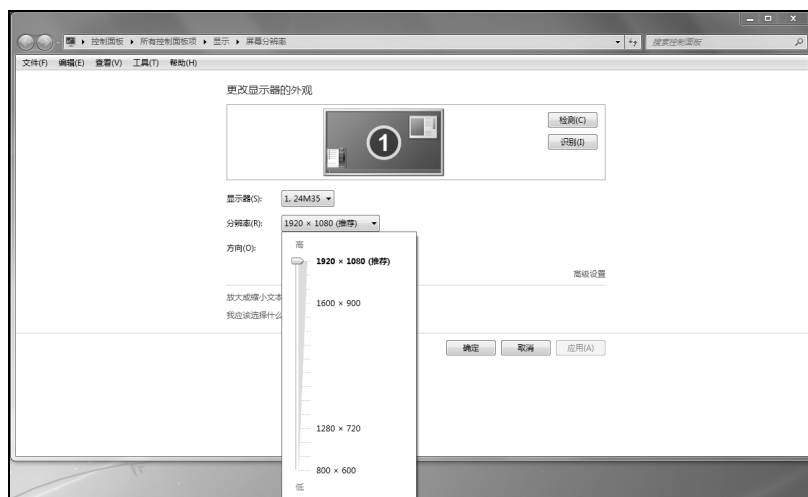 控制面板 ▸ 所有控制面板项 ▸ 显示 ▸ 屏幕分辨率
搜索控制面板
文件(F) 编辑(E) 查看(V) 工具(T) 帮助(H)
更改显示器的外观
1
检测(C)
识别(I)
显示器(S): 1. 24M35
分辨率(R): 1920 × 1080 (推荐)
方向(O):
高
1920 × 1080 (推荐)
高级设置
放大或缩小文本
1600 × 900
我应该选择什么
确定 取消 应用(A)
1280 × 720
800 × 600
低